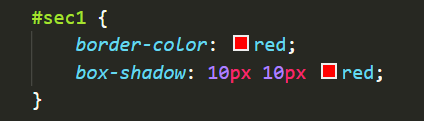 #sec1 {
border-color: red;
box-shadow: 10px 10px red;
}